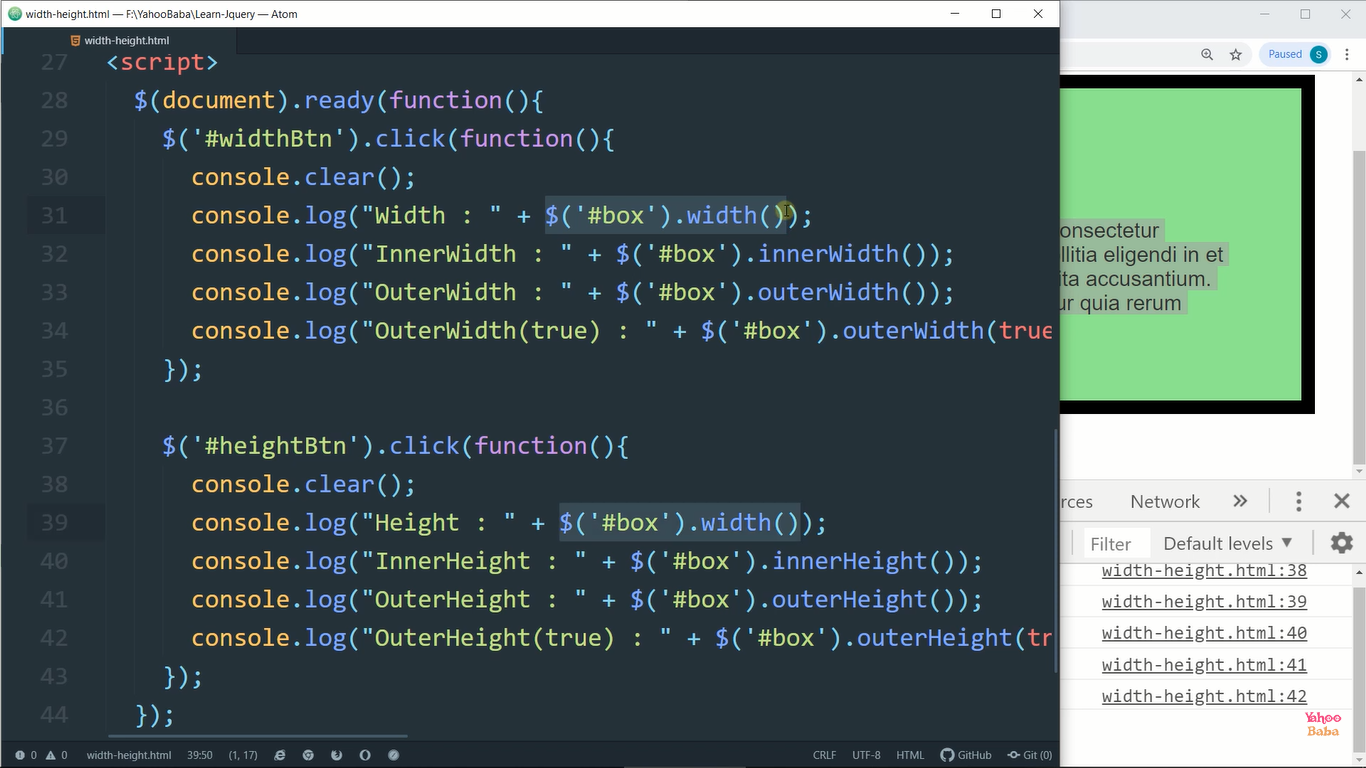 width-height.html — F:\YahooBaba\Learn-Jquery — Atom
width-height.html
27 <script>
28 $(document).ready(function(){
29 $('#widthBtn').click(function(){
30 console.clear();
31 console.log("Width : " + $('#box').width());
32 console.log("InnerWidth : " + $('#box').innerWidth());
33 console.log("OuterWidth : " + $('#box').outerWidth());
34 console.log("OuterWidth(true) : " + $('#box').outerWidth(true
35 });
36
37 $('#heightBtn').click(function(){
38 console.clear();
39 console.log("Height : " + $('#box').width());
40 console.log("InnerHeight : " + $('#box').innerHeight());
41 console.log("OuterHeight : " + $('#box').outerHeight());
42 console.log("OuterHeight(true) : " + $('#box').outerHeight(tr
43 });
44 });
0 0 width-height.html 39:50 (1, 17) CRLF UTF-8 HTML GitHub Git (0)
Paused S
onsectetur
llitia eligendi in et
ita accusantium.
ur quia rerum
rces Network
Filter Default levels ▼
width-height.html:38
width-height.html:39
width-height.html:40
width-height.html:41
width-height.html:42
Yahoo
Baba